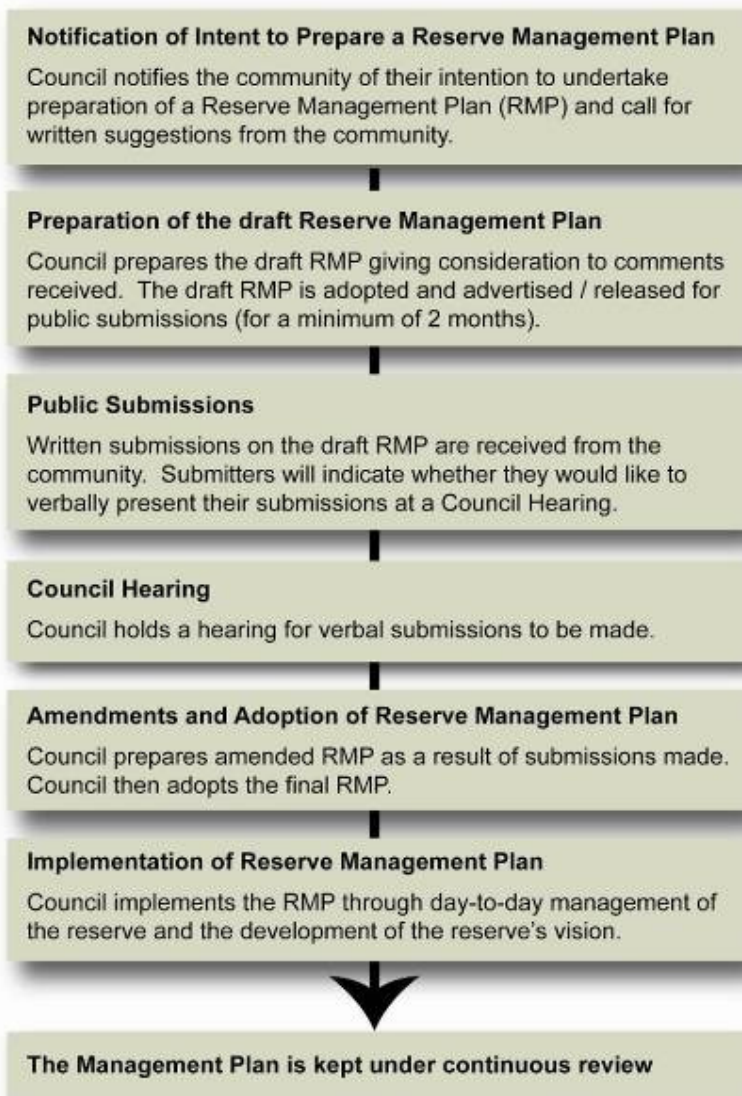 Notification of Intent to Prepare a Reserve Management Plan
Council notifies the community of their intention to undertake
preparation of a Reserve Management Plan (RMP) and call for
written suggestions from the community.
Preparation of the draft Reserve Management Plan
Council prepares the draft RMP giving consideration to comments
received.  The draft RMP is adopted and advertised / released for
public submissions (for a minimum of 2 months).
Public Submissions
Written submissions on the draft RMP are received from the
community.  Submitters will indicate whether they would like to
verbally present their submissions at a Council Hearing.
Council Hearing
Council holds a hearing for verbal submissions to be made.
Amendments and Adoption of Reserve Management Plan
Council prepares amended RMP as a result of submissions made.
Council then adopts the final RMP.
Implementation of Reserve Management Plan
Council implements the RMP through day-to-day management of
the reserve and the development of the reserve's vision.
The Management Plan is kept under continuous review